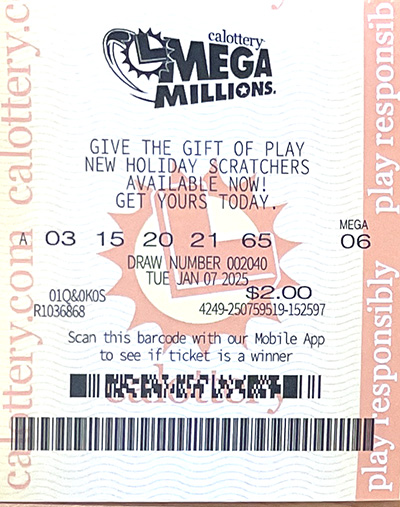 calottery
MEGA
MILLIONS.
GIVE THE GIFT OF PLAY
NEW HOLIDAY SCRATCHERS
AVAILABLE NOW!
GET YOURS TODAY.
MEGA
A 03 15 20 21 65 06
DRAW NUMBER 002040
TUE JAN 07 2025
01Q&0K0S $2.00
R1036868 4249-250759519-152597
Scan this barcode with our Mobile App
to see if ticket is a winner
calottery
calottery.com calottery.c
play responsibly play responsib